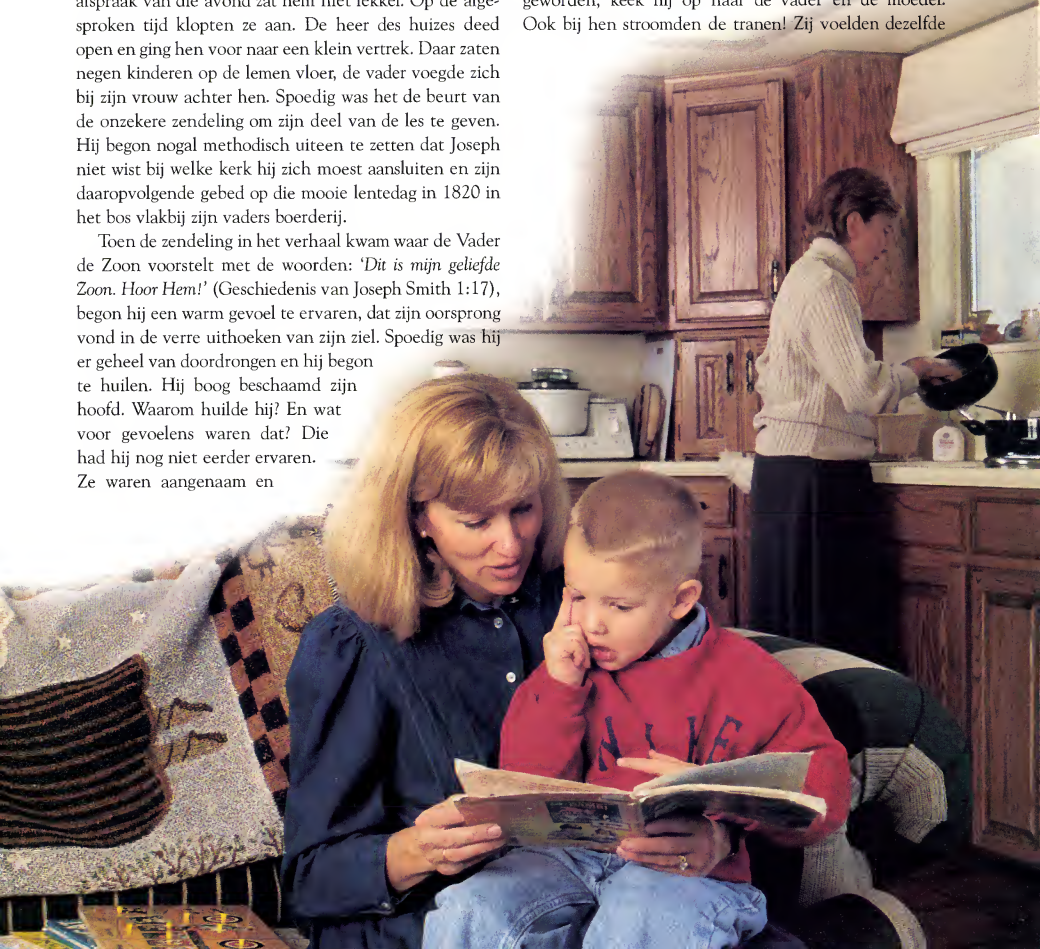 afspraak van die avond zat hem niet lekker. Op de afge-
sproken tijd klopten ze aan. De heer des huizes deed
open en ging hen voor naar een klein vertrek. Daar zaten
negen kinderen op de lemen vloer, de vader voegde zich
bij zijn vrouw achter hen. Spoedig was het de beurt van
de onzekere zendeling om zijn deel van de les te geven.
Hij begon nogal methodisch uiteen te zetten dat Joseph
niet wist bij welke kerk hij zich moest aansluiten en zijn
daaropvolgende gebed op die mooie lentedag in 1820 in
het bos vlakbij zijn vaders boerderij.
Toen de zendeling in het verhaal kwam waar de Vader
de Zoon voorstelt met de woorden: ‘Dit is mijn geliefde
Zoon. Hoor Hem!’ (Geschiedenis van Joseph Smith 1:17),
begon hij een warm gevoel te ervaren, dat zijn oorsprong
vond in de verre uithoeken van zijn ziel. Spoedig was hij
er geheel van doordrongen en hij begon
te huilen. Hij boog beschaamd zijn
hoofd. Waarom huilde hij? En wat
voor gevoelens waren dat? Die
had hij nog niet eerder ervaren.
Ze waren aangenaam en
geworden, keek hij op naar de vader en de moeder.
Ook bij hen stroomden de tranen! Zij voelden dezelfde